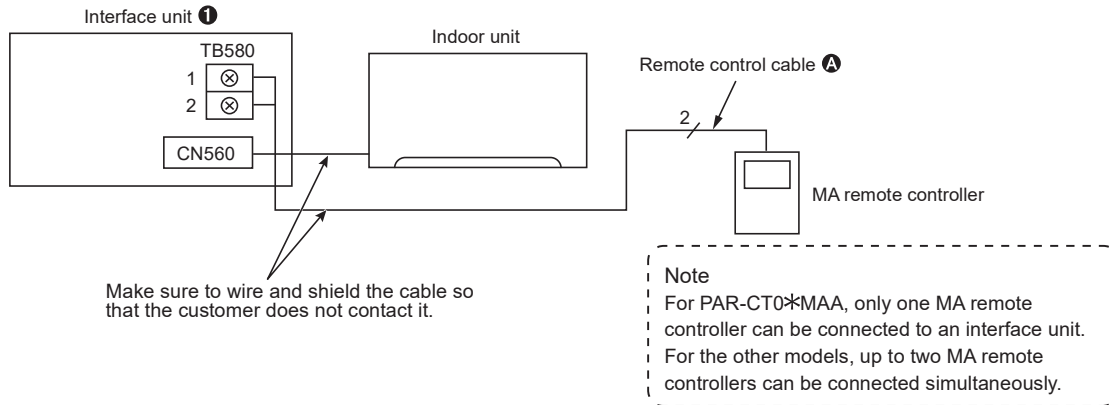 Interface unit ❶
TB580
1
2
CN560
Indoor unit
Remote control cable Ⓐ
2
MA remote controller
Make sure to wire and shield the cable so
that the customer does not contact it.
Note
For PAR-CT0＊MAA, only one MA remote
controller can be connected to an interface unit.
For the other models, up to two MA remote
controllers can be connected simultaneously.